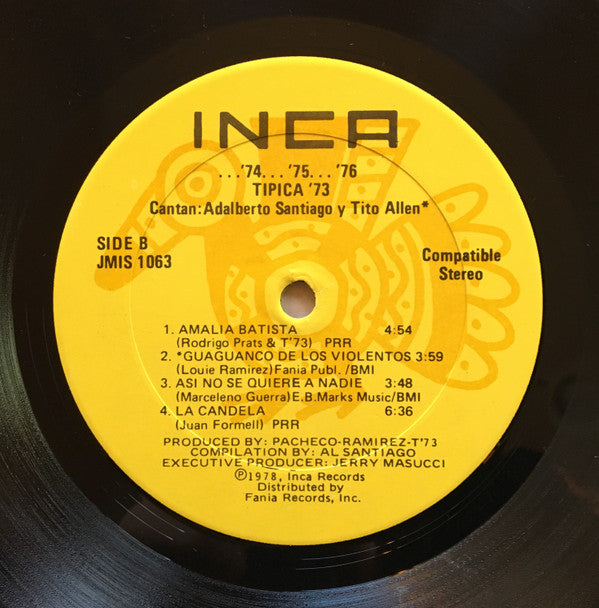 INCA
...'74...'75...'76
TIPICA '73
Cantan: Adalberto Santiago y Tito Allen*
SIDE B
JMIS 1063
Compatible
Stereo
1. AMALIA BATISTA 4:54
(Rodrigo Prats & T'73) PRR
2. *GUAGUANCO DE LOS VIOLENTOS 3:59
(Louie Ramirez) Fania Publ. /BMI
3. ASI NO SE QUIERE A NADIE 3:48
(Marceleno Guerra) E.B. Marks Music/BMI
4. LA CANDELA 6:36
(Juan Formell) PRR
PRODUCED BY: PACHECO-RAMIREZ-T'73
COMPILATION BY: AL SANTIAGO
EXECUTIVE PRODUCER: JERRY MASUCCI
Ⓟ1978, Inca Records
Distributed by
Fania Records, Inc.